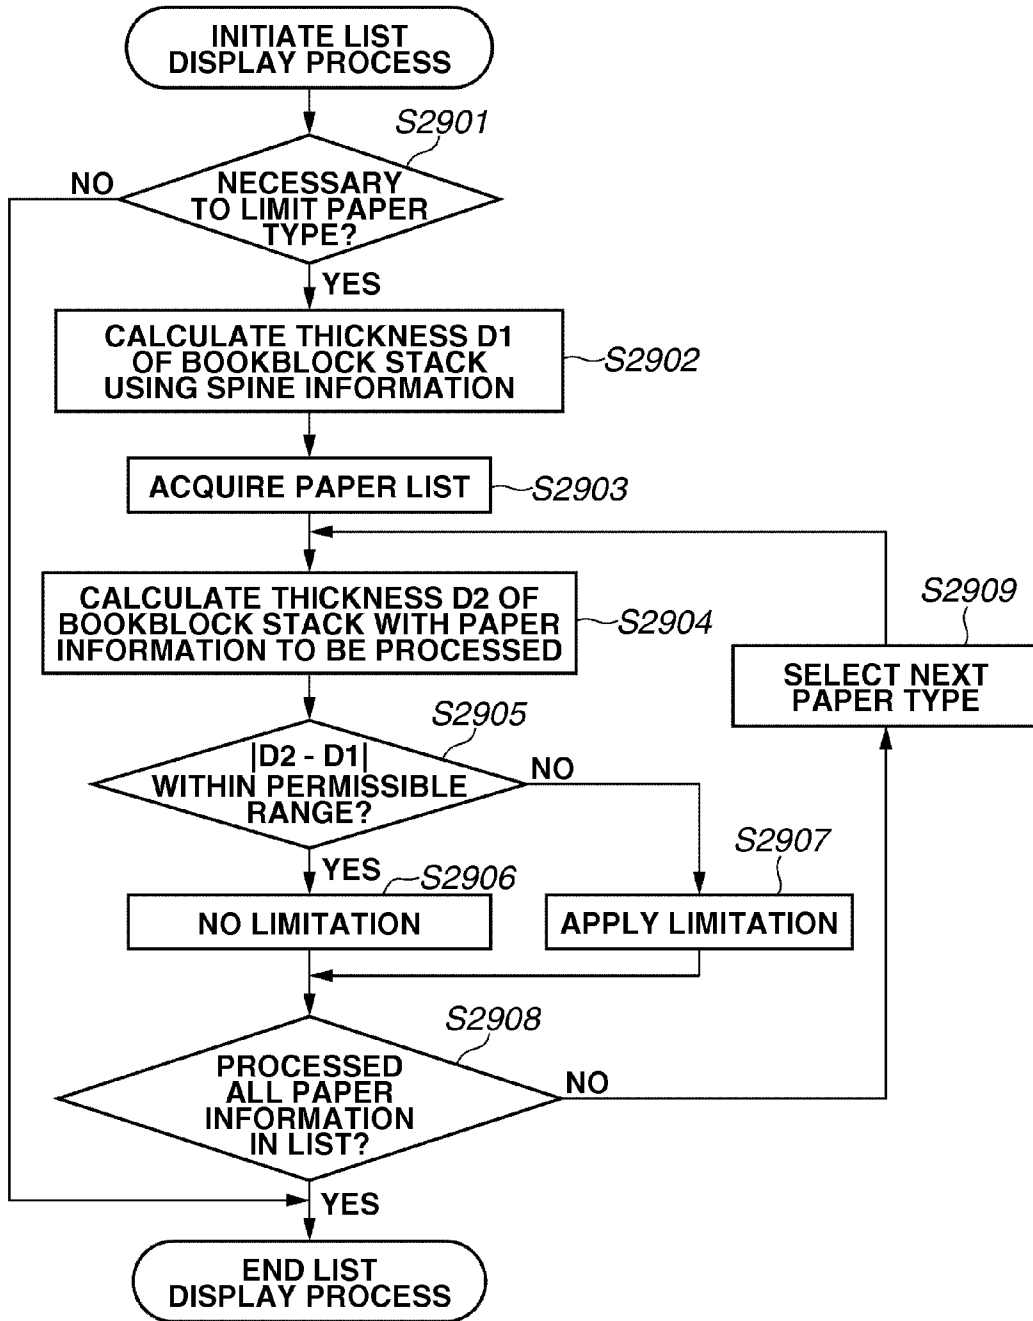 INITIATE LIST
DISPLAY PROCESS
S2901
NO
NECESSARY
TO LIMIT PAPER
TYPE?
YES
CALCULATE THICKNESS D1
OF BOOKBLOCK STACK
USING SPINE INFORMATION
S2902
ACQUIRE PAPER LIST
S2903
CALCULATE THICKNESS D2 OF
BOOKBLOCK STACK WITH PAPER
INFORMATION TO BE PROCESSED
S2904
S2909
SELECT NEXT
PAPER TYPE
S2905
|D2 - D1|
WITHIN PERMISSIBLE
RANGE?
NO
YES
S2906
NO LIMITATION
S2907
APPLY LIMITATION
S2908
PROCESSED
ALL PAPER
INFORMATION
IN LIST?
NO
YES
END LIST
DISPLAY PROCESS